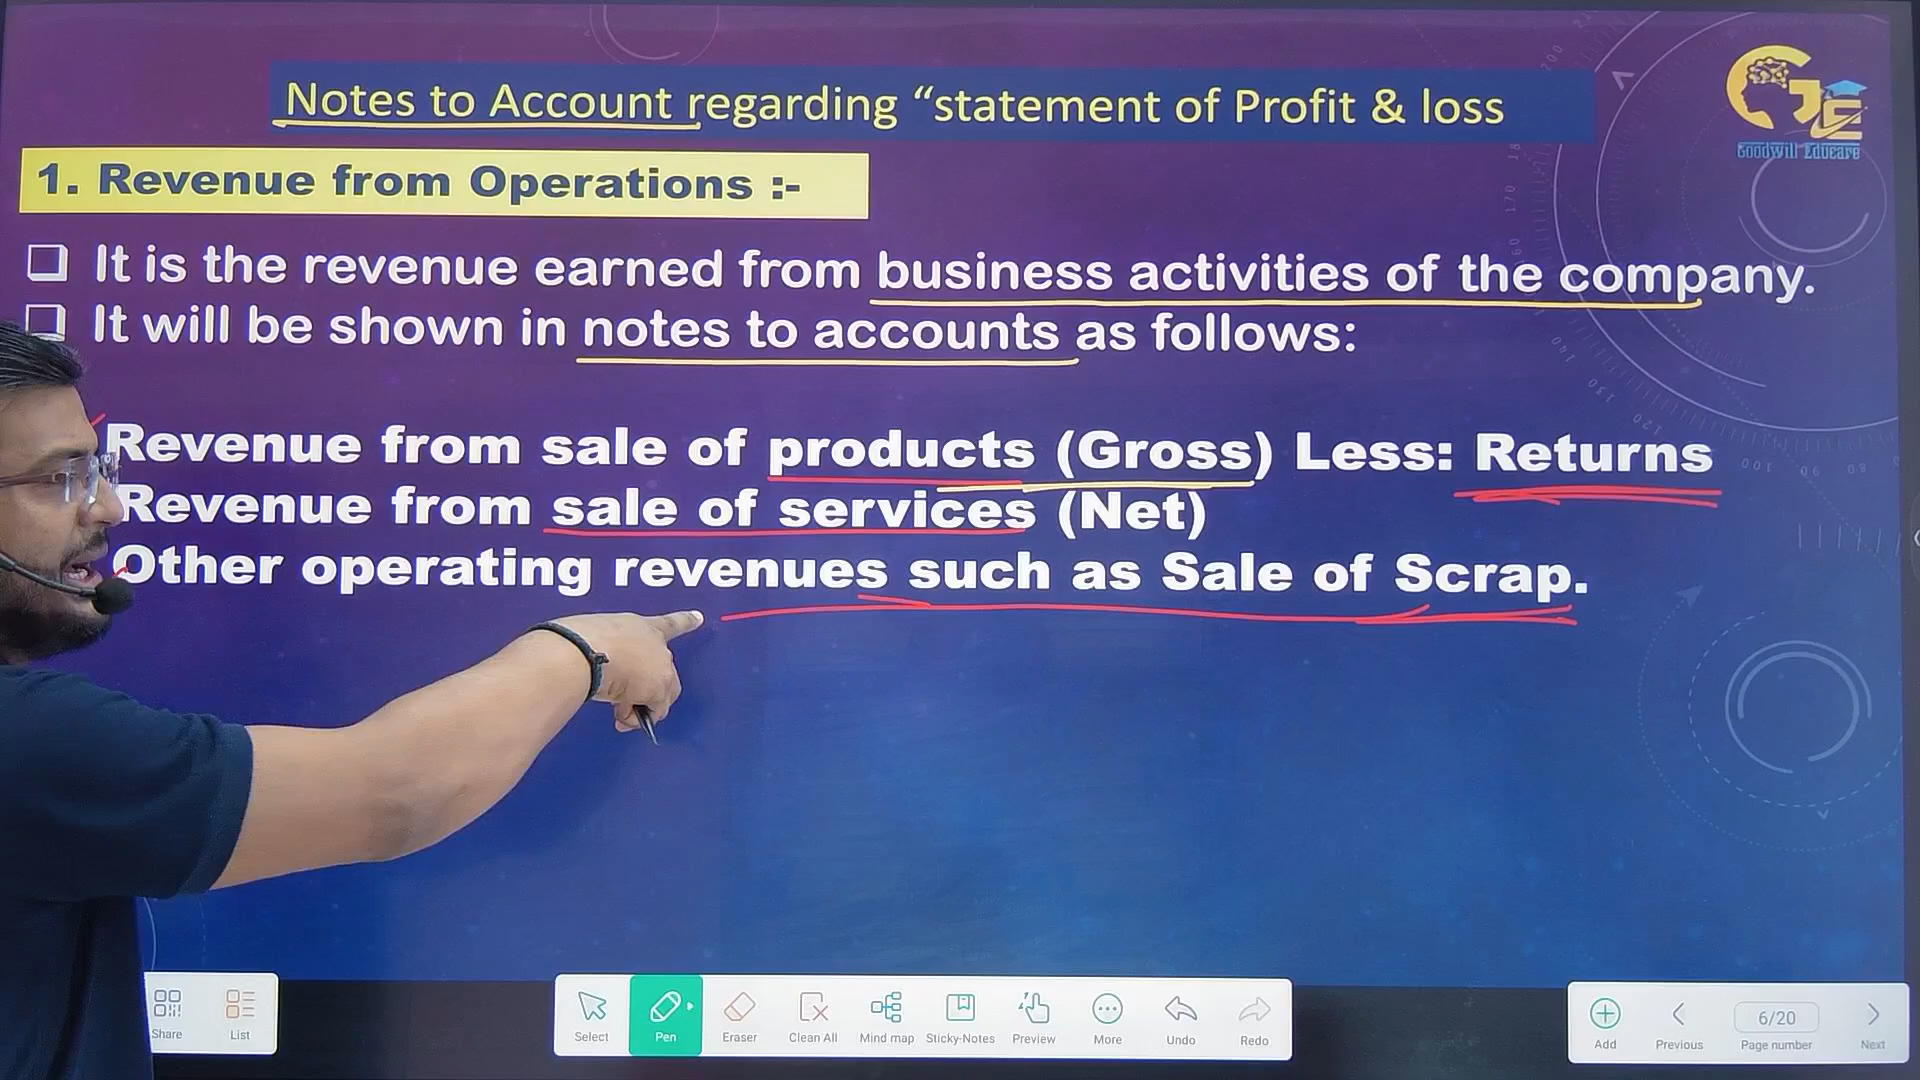 Notes to Account regarding “statement of Profit & loss
Goodwill Educare
1. Revenue from Operations :-
It is the revenue earned from business activities of the company.
It will be shown in notes to accounts as follows:
Revenue from sale of products (Gross) Less: Returns
Revenue from sale of services (Net)
Other operating revenues such as Sale of Scrap.
Share List Select Pen Eraser Clean All Mind map Sticky-Notes Preview More Undo Redo Add Previous 6/20 Page number Next